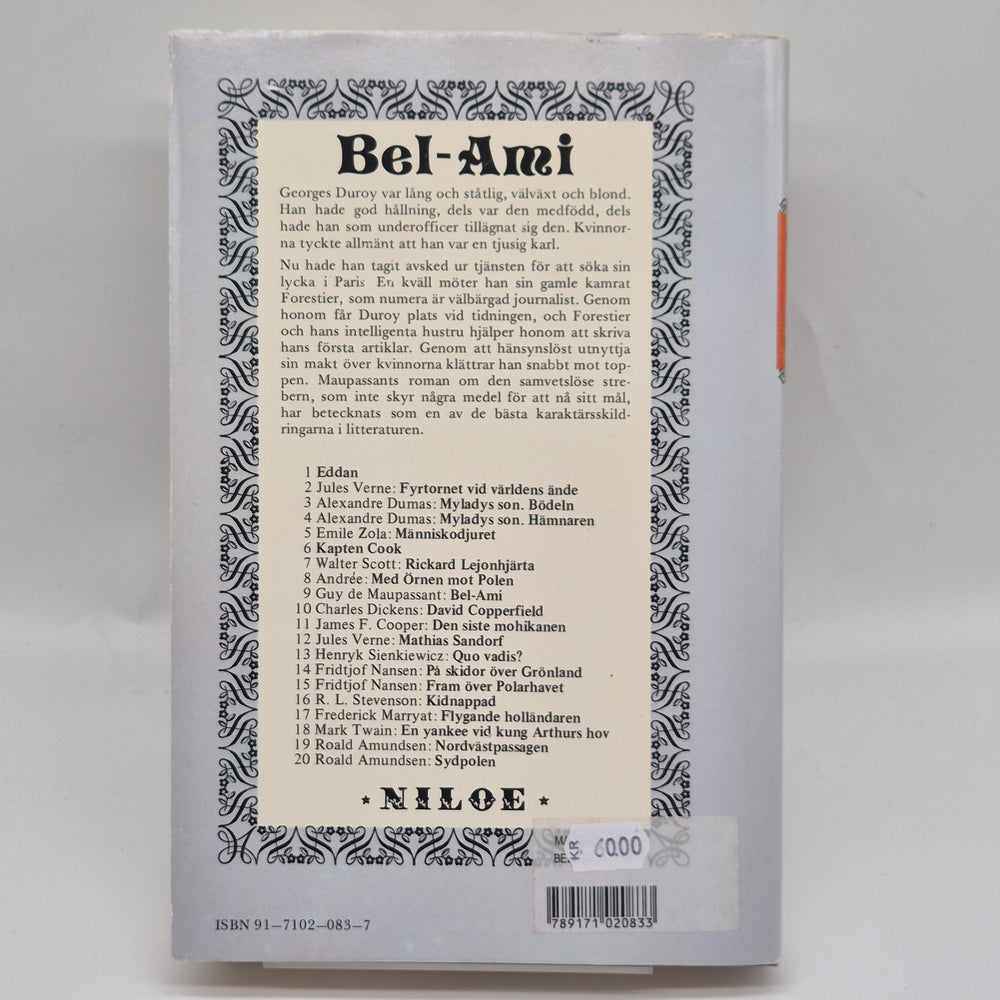 Bel-Ami
Georges Duroy var lång och ståtlig, välväxt och blond.
Han hade god hållning, dels var den medfödd, dels
hade han som underofficer tillägnat sig den. Kvinnor-
na tyckte allmänt att han var en tjusig karl.
Nu hade han tagit avsked ur tjänsten för att söka sin
lycka i Paris En kväll möter han sin gamle kamrat
Forestier, som numera är välbärgad journalist. Genom
honom får Duroy plats vid tidningen, och Forestier
och hans intelligenta hustru hjälper honom att skriva
hans första artiklar. Genom att hänsynslöst utnyttja
sin makt över kvinnorna klättrar han snabbt mot top-
pen. Maupassants roman om den samvetslöse stre-
bern, som inte skyr några medel för att nå sitt mål,
har betecknats som en av de bästa karaktärsskild-
ringarna i litteraturen.
1 Eddan
2 Jules Verne: Fyrtornet vid världens ände
3 Alexandre Dumas: Myladys son. Bödeln
4 Alexandre Dumas: Myladys son. Hämnaren
5 Emile Zola: Människodjuret
6 Kapten Cook
7 Walter Scott: Rickard Lejonhjärta
8 Andrée: Med Örnen mot Polen
9 Guy de Maupassant: Bel-Ami
10 Charles Dickens: David Copperfield
11 James F. Cooper: Den siste mohikanen
12 Jules Verne: Mathias Sandorf
13 Henryk Sienkiewicz: Quo vadis?
14 Fridtjof Nansen: På skidor över Grönland
15 Fridtjof Nansen: Fram över Polarhavet
16 R. L. Stevenson: Kidnappad
17 Frederick Marryat: Flygande holländaren
18 Mark Twain: En yankee vid kung Arthurs hov
19 Roald Amundsen: Nordvästpassagen
20 Roald Amundsen: Sydpolen
★ NILOE ★
KR 6000
ISBN 91—7102—083—7
789171 020833